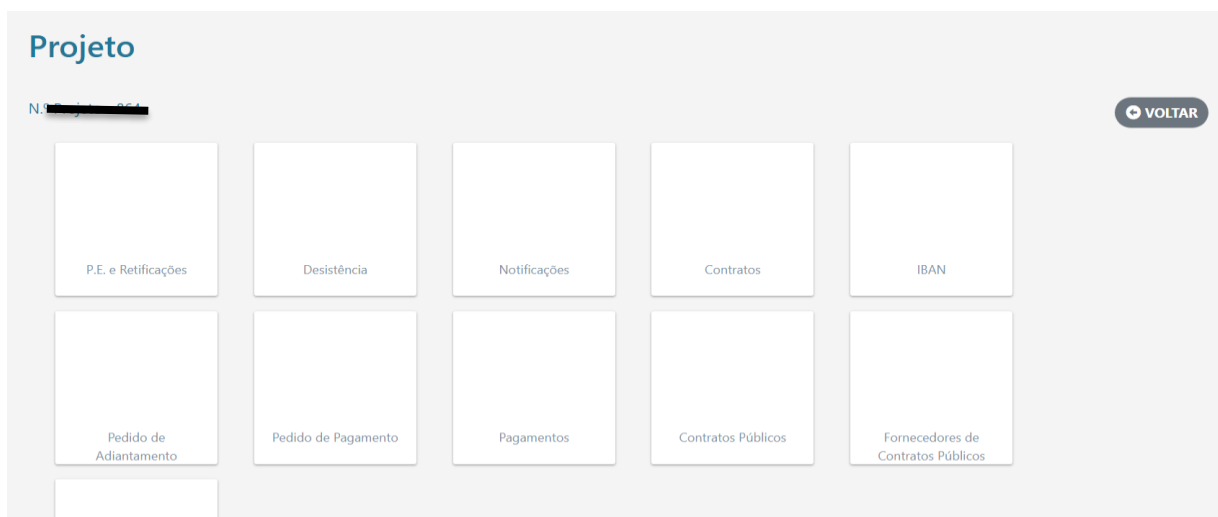 Projeto
N.º
VOLTAR
P.E. e Retificações
Desistência
Notificações
Contratos
IBAN
Pedido de
Adiantamento
Pedido de Pagamento
Pagamentos
Contratos Públicos
Fornecedores de
Contratos Públicos